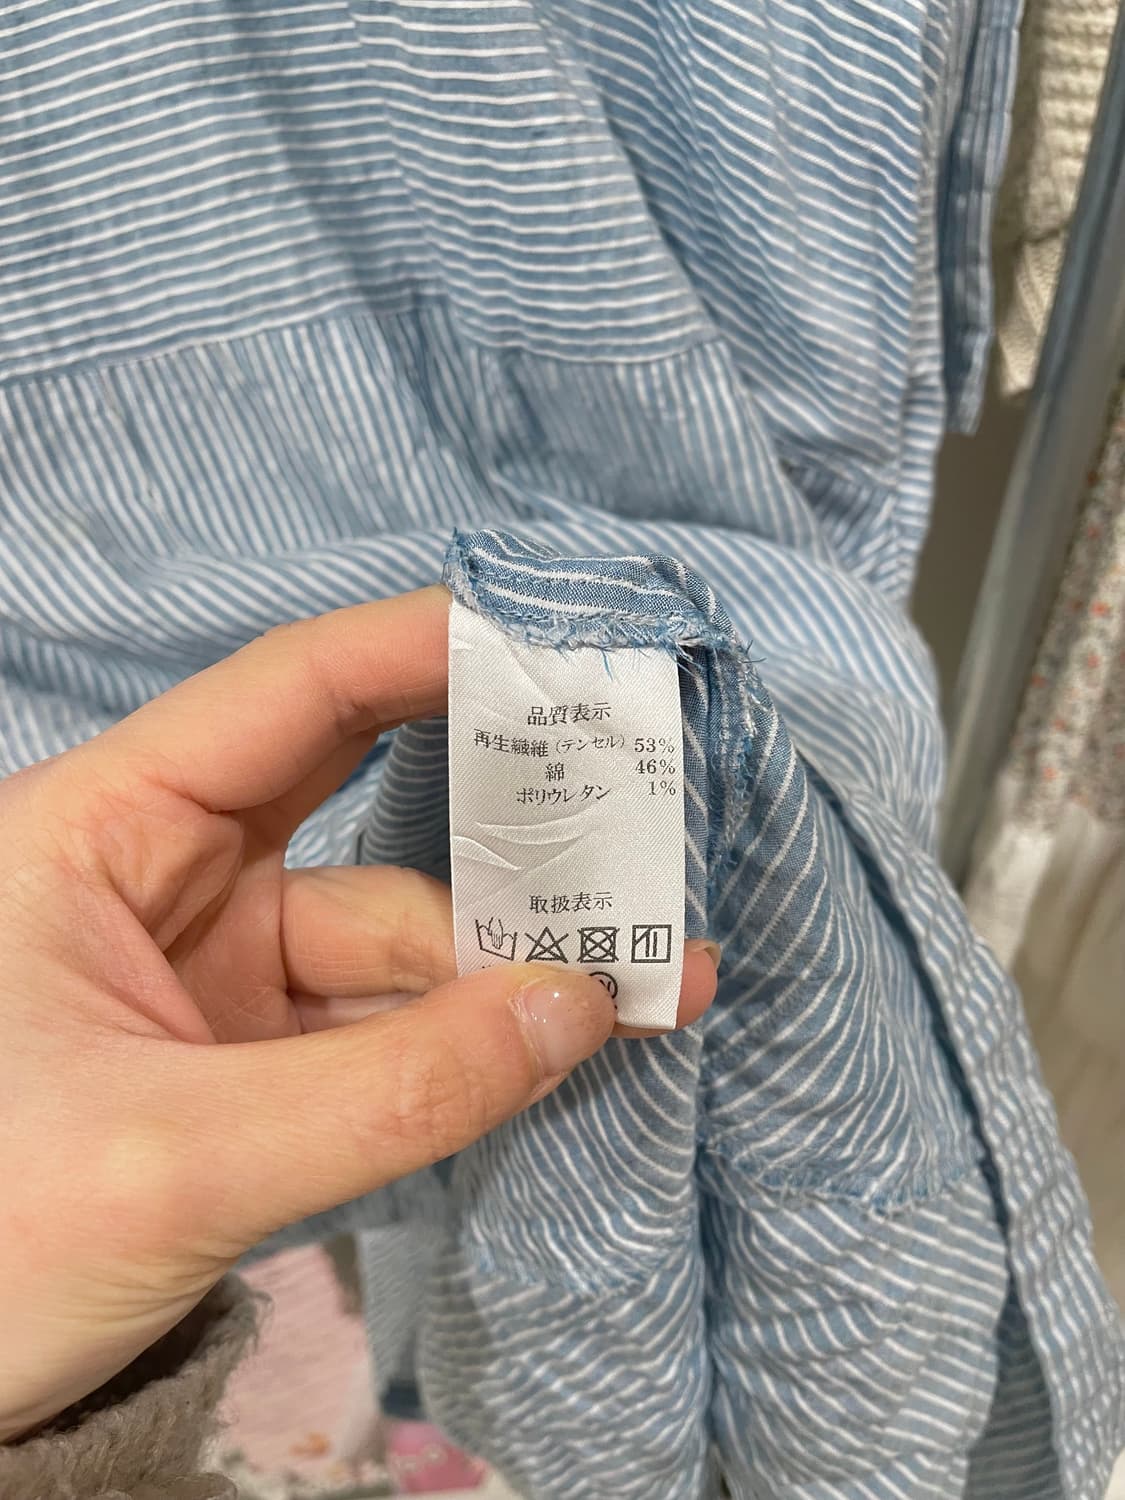 品質表示
再生繊維（テンセル） 53%
綿 46%
ポリウレタン 1%
取扱表示